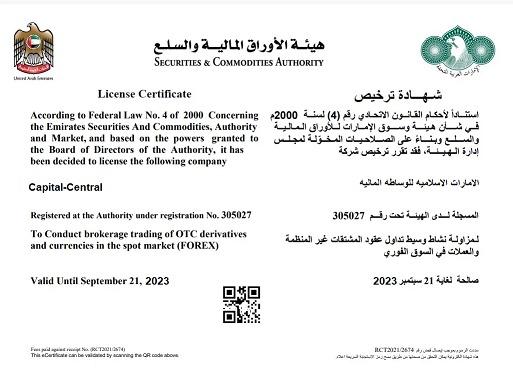 هيئة الأوراق المالية والسلع
SECURITIES & COMMODITIES AUTHORITY
United Arab Emirates
License Certificate
According to Federal Law No. 4 of 2000 Concerning
the Emirates Securities And Commodities, Authority
and Market, and based on the powers granted to
the Board of Directors of the Authority, it has
been decided to license the following company
Capital-Central
Registered at the Authority under registration No. 305027
To Conduct brokerage trading of OTC derivatives
and currencies in the spot market (FOREX)
Valid Until September 21, 2023
شهادة ترخيص
استناداً لأحكام القانون الاتحادي رقم (4) لسنة 2000م
في شأن هيئة وسوق الإمارات للأوراق المالية
والسلع وبناءً على الصلاحيات المخولة لمجلس
إدارة الهيئة، فقد تقرر ترخيص شركة
الامارات الاسلاميه للوساطه الماليه
المسجلة لدى الهيئة تحت رقم 305027
لمزاولة نشاط وسيط تداول عقود المشتقات غير المنظمة
والعملات في السوق الفوري
صالحة لغاية 21 سبتمبر 2023
Fees paid against receipt No. (RCT2021/2674)
This eCertificate can be validated by scanning the QR code above.
سددت الرسوم بموجب إيصال قبض رقم RCT2021/2674